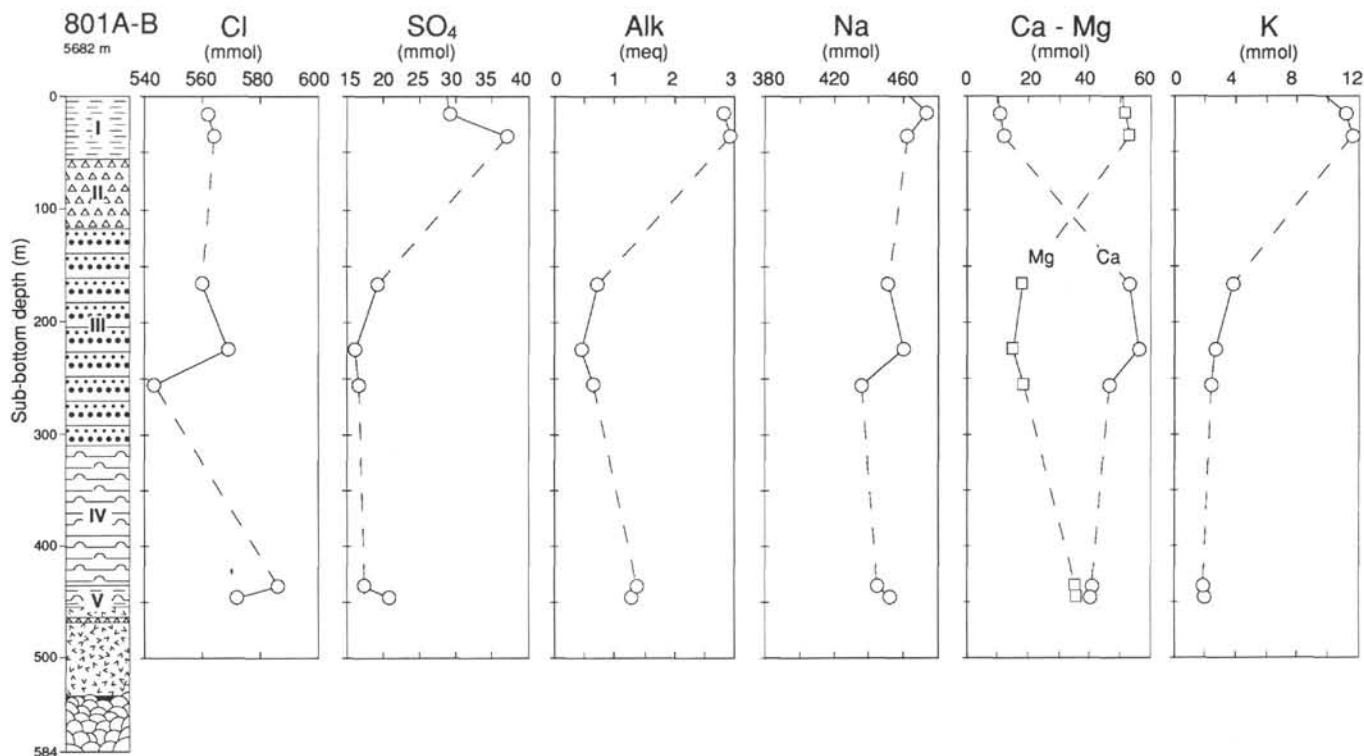 801A-B
5682 m
Cl
(mmol)
540 560 580 600
SO₄
(mmol)
15 20 25 30 35 40
Alk
(meq)
0 1 2 3
Na
(mmol)
380 420 460
Ca - Mg
(mmol)
0 20 40 60
K
(mmol)
0 4 8 12
Sub-bottom depth (m)
0
100
200
300
400
500
584
I
II
III
IV
V
Mg
Ca